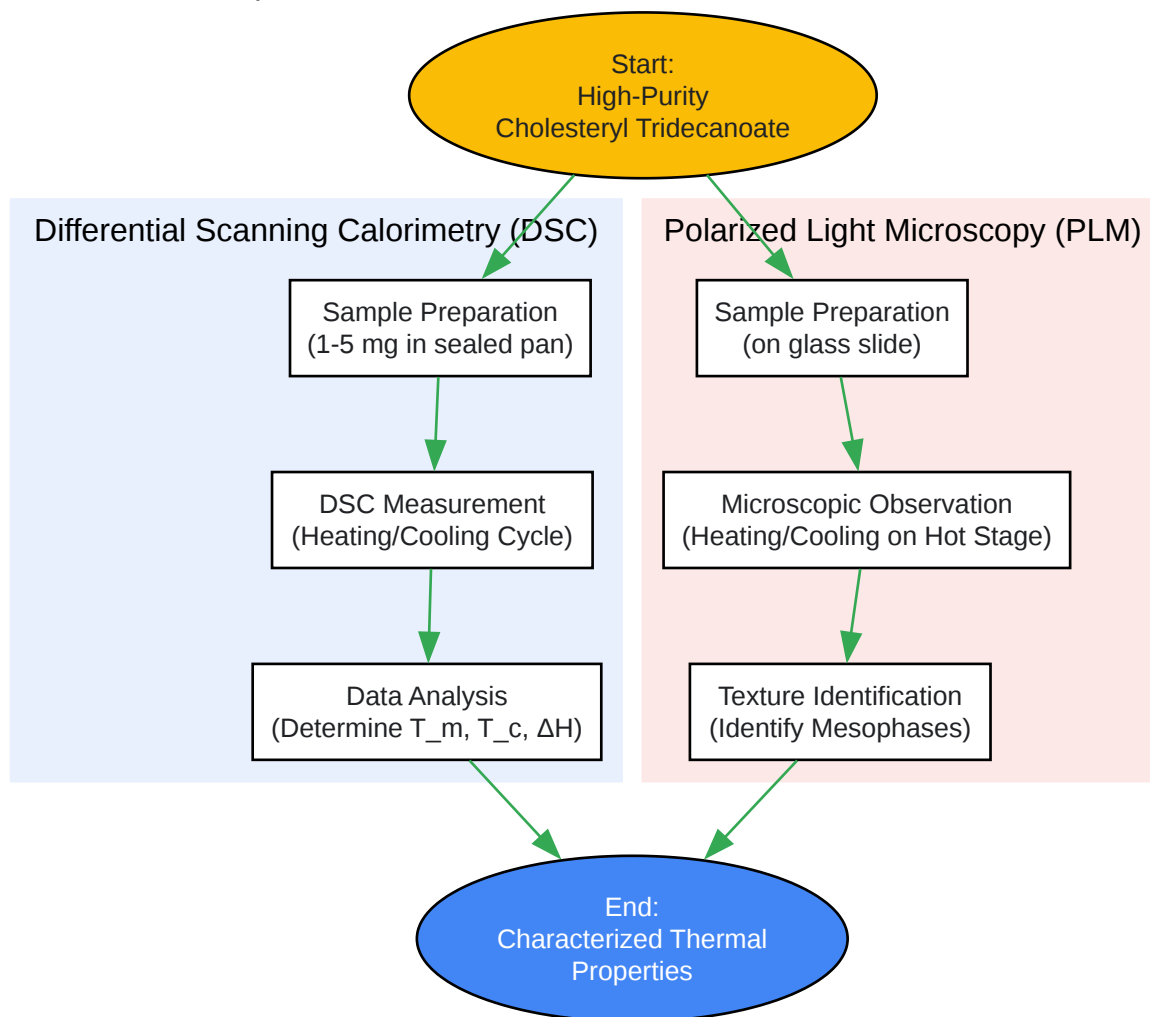 Start:
High-Purity
Cholesteryl Tridecanoate
Differential Scanning Calorimetry (DSC)
Polarized Light Microscopy (PLM)
Sample Preparation
(1-5 mg in sealed pan)
Sample Preparation
(on glass slide)
DSC Measurement
(Heating/Cooling Cycle)
Microscopic Observation
(Heating/Cooling on Hot Stage)
Data Analysis
(Determine T_m, T_c, ΔH)
Texture Identification
(Identify Mesophases)
End:
Characterized Thermal
Properties